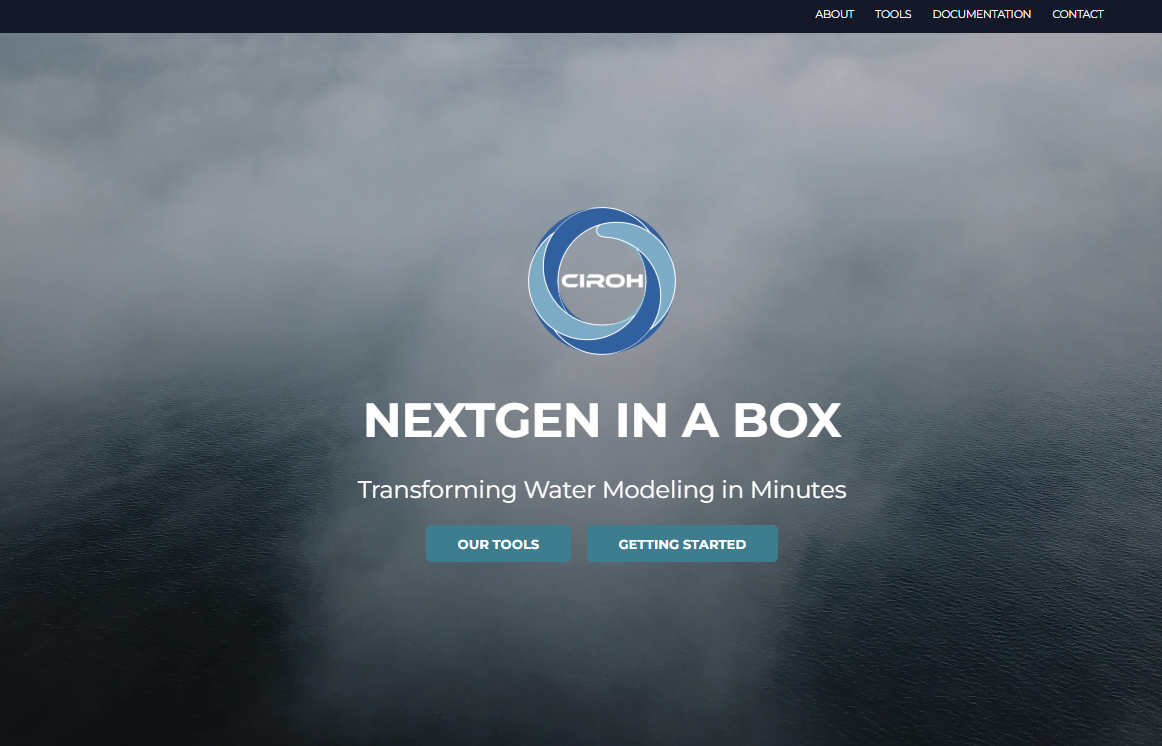 ABOUT TOOLS DOCUMENTATION CONTACT
CIROH
NEXTGEN IN A BOX
Transforming Water Modeling in Minutes
OUR TOOLS GETTING STARTED